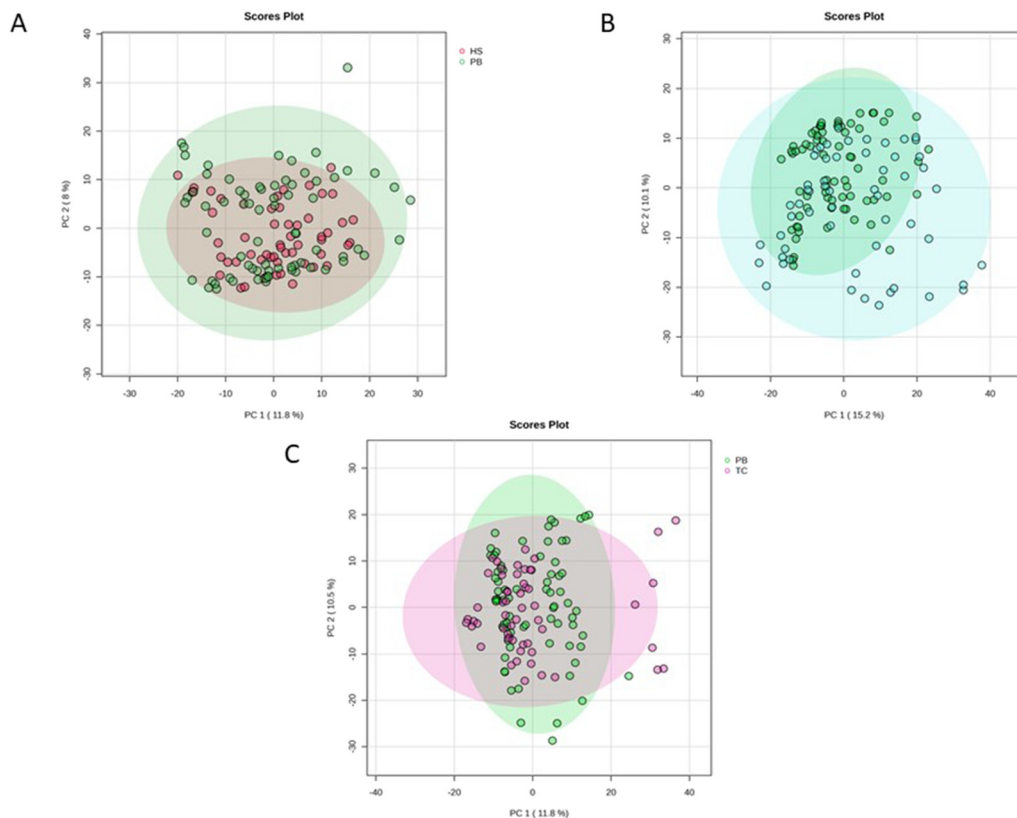 A
Scores Plot
HS
PB
PC 2 ( 8 %)
40
30
20
10
0
-10
-20
-30
-30 -20 -10 0 10 20 30
PC 1 ( 11.8 %)
B
Scores Plot
PC 2 ( 10.1 %)
30
20
10
0
-10
-20
-30
-40 -20 0 20 40
PC 1 ( 15.2 %)
C
Scores Plot
PB
TC
PC 2 ( 10.5 %)
30
20
10
0
-10
-20
-30
-40 -20 0 20 40
PC 1 ( 11.8 %)